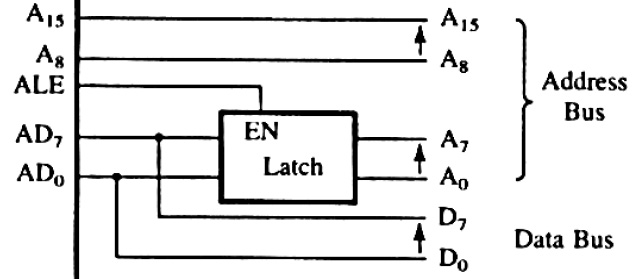 A₁₅ A₁₅
A₈ A₈
ALE
Address
Bus
AD₇ EN A₇
Latch
AD₀ A₀
D₇
Data Bus
D₀